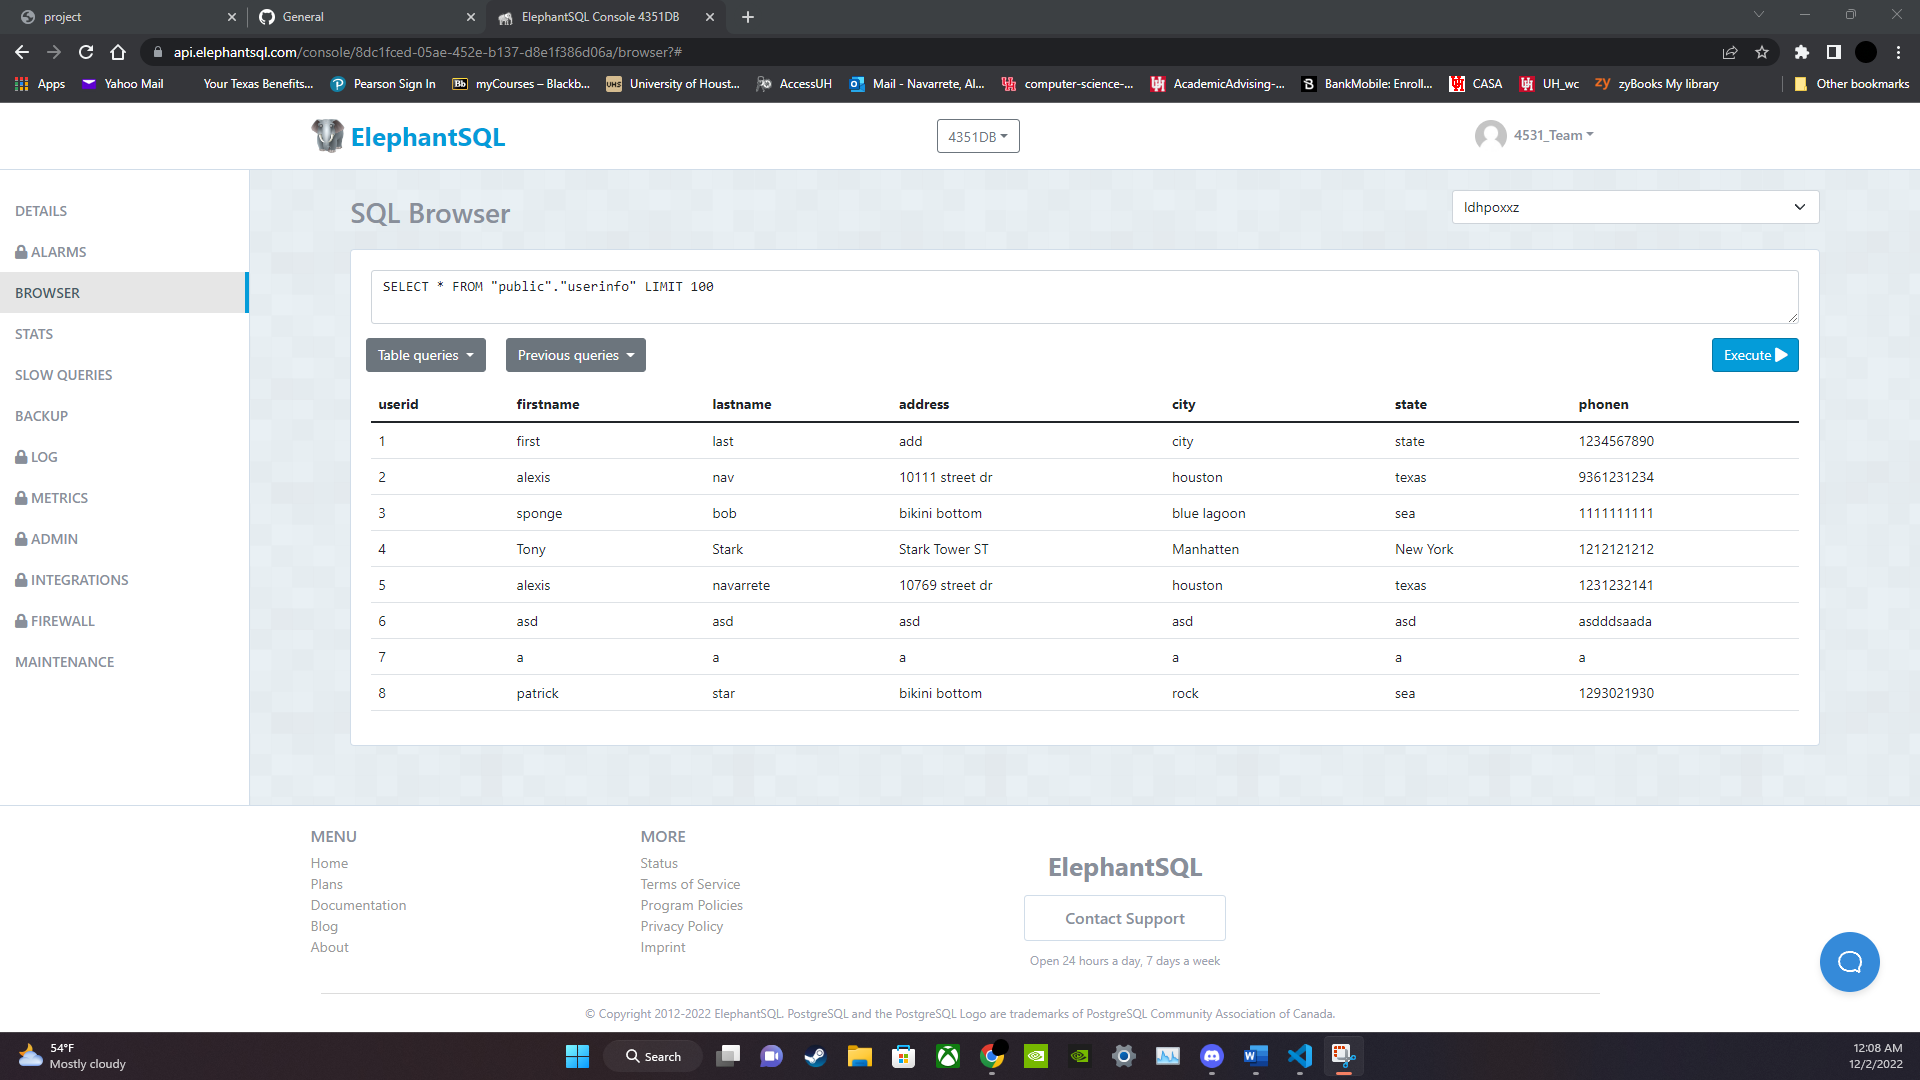 project
General
ElephantSQL Console 4351DB
api.elephantsql.com/console/8dc1fced-05ae-452e-b137-d8e1f386d06a/browser?#
Apps
Yahoo Mail
Your Texas Benefits...
Pearson Sign In
Bb myCourses – Blackb...
UHS University of Houst...
AccessUH
Mail - Navarrete, Al...
computer-science-...
AcademicAdvising-...
BankMobile: Enroll...
CASA
UH_wc
zy zyBooks My library
Other bookmarks
ElephantSQL
4351DB
4531_Team
DETAILS
ALARMS
BROWSER
STATS
SLOW QUERIES
BACKUP
LOG
METRICS
ADMIN
INTEGRATIONS
FIREWALL
MAINTENANCE
SQL Browser
ldhpoxxz
SELECT * FROM "public"."userinfo" LIMIT 100
Table queries
Previous queries
Execute
userid firstname lastname address city state phonen
1 first last add city state 1234567890
2 alexis nav 10111 street dr houston texas 9361231234
3 sponge bob bikini bottom blue lagoon sea 1111111111
4 Tony Stark Stark Tower ST Manhatten New York 1212121212
5 alexis navarrete 10769 street dr houston texas 1231232141
6 asd asd asd asd asd asdddsaada
7 a a a a a a
8 patrick star bikini bottom rock sea 1293021930
MENU
Home
Plans
Documentation
Blog
About
MORE
Status
Terms of Service
Program Policies
Privacy Policy
Imprint
ElephantSQL
Contact Support
Open 24 hours a day, 7 days a week
© Copyright 2012-2022 ElephantSQL. PostgreSQL and the PostgreSQL Logo are trademarks of PostgreSQL Community Association of Canada.
54°F
Mostly cloudy
Search
12:08 AM
12/2/2022